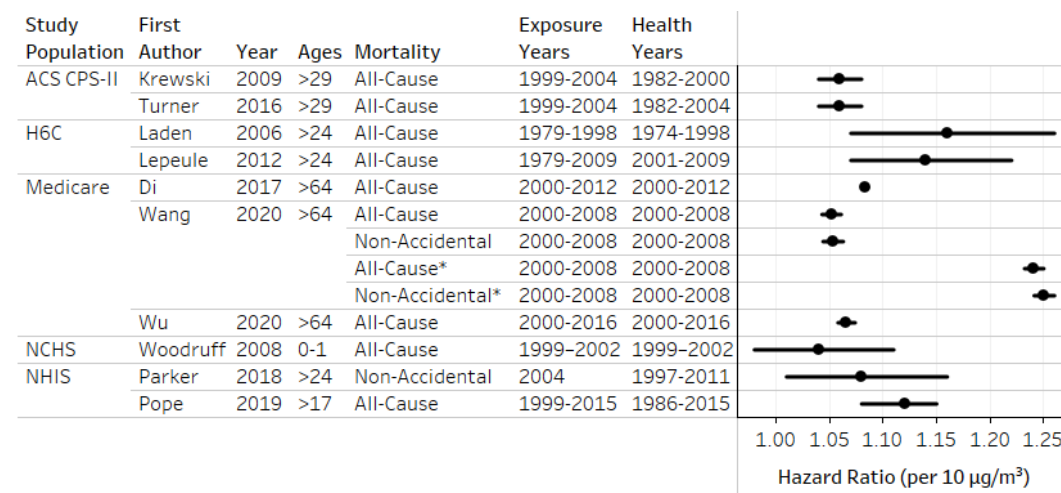 Study First Exposure Health
Population Author Year Ages Mortality Years Years
ACS CPS-II Krewski 2009 >29 All-Cause 1999-2004 1982-2000
Turner 2016 >29 All-Cause 1999-2004 1982-2004
H6C Laden 2006 >24 All-Cause 1979-1998 1974-1998
Lepeule 2012 >24 All-Cause 1979-2009 2001-2009
Medicare Di 2017 >64 All-Cause 2000-2012 2000-2012
Wang 2020 >64 All-Cause 2000-2008 2000-2008
Non-Accidental 2000-2008 2000-2008
All-Cause* 2000-2008 2000-2008
Non-Accidental* 2000-2008 2000-2008
Wu 2020 >64 All-Cause 2000-2016 2000-2016
NCHS Woodruff 2008 0-1 All-Cause 1999–2002 1999–2002
NHIS Parker 2018 >24 Non-Accidental 2004 1997-2011
Pope 2019 >17 All-Cause 1999-2015 1986-2015
1.00 1.05 1.10 1.15 1.20 1.25
Hazard Ratio (per 10 µg/m³)